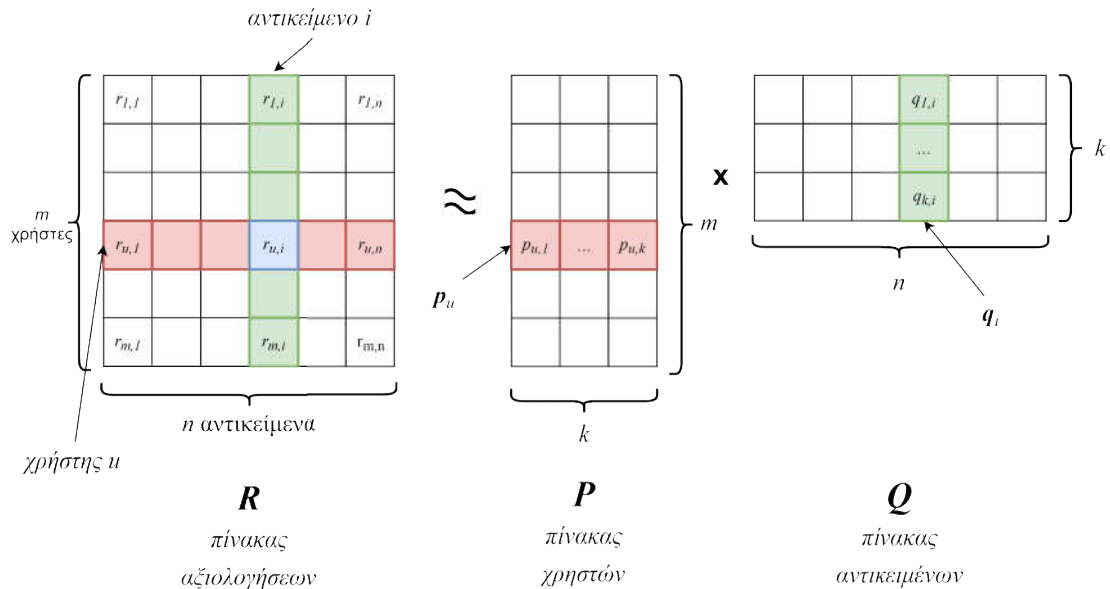 αντικείμενο i
r1,1 r1,i r1,n
q1,i
...
k
≈
x
m
χρήστες
qk,i
ru,1 ru,i ru,n
pu,1 ... pu,k
m
n
pu
qi
rm,1 rm,i rm,n
n αντικείμενα
k
χρήστης u
R P Q
πίνακας πίνακας πίνακας
αξιολογήσεων χρηστών αντικειμένων